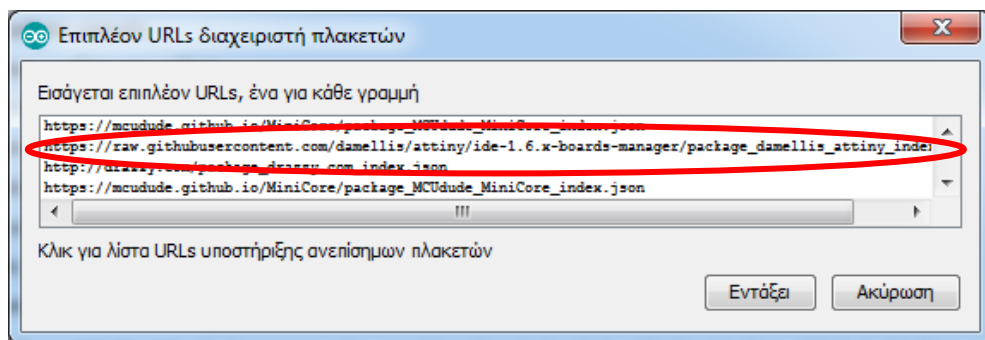 Επιπλέον URLs διαχειριστή πλακετών
Εισάγεται επιπλέον URLs, ένα για κάθε γραμμή
https://mcudude.github.io/MiniCore/package_MCUdude_MiniCore_index.json
https://raw.githubusercontent.com/damellis/attiny/ide-1.6.x-boards-manager/package_damellis_attiny_index
http://drazzy.com/package_drazzy.com_index.json
https://mcudude.github.io/MiniCore/package_MCUdude_MiniCore_index.json
Κλικ για λίστα URLs υποστήριξης ανεπίσημων πλακετών
Εντάξει Ακύρωση